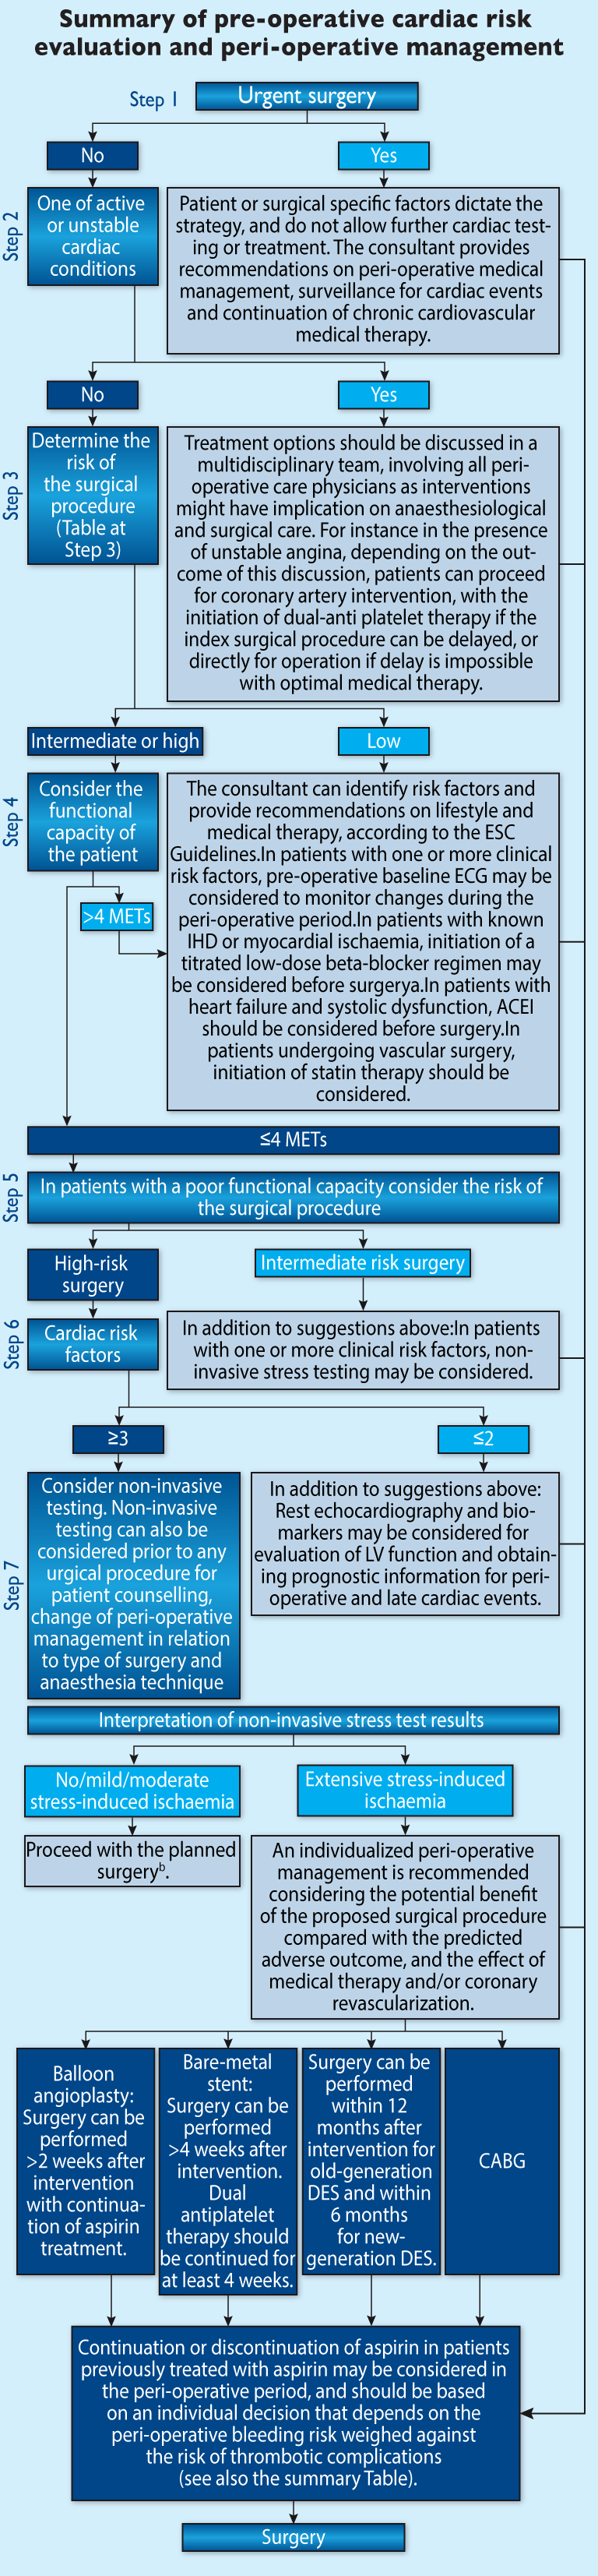 Summary of pre-operative cardiac risk
evaluation and peri-operative management
Step 1
Urgent surgery
No
Yes
Step 2
One of active
or unstable
cardiac
conditions
Patient or surgical specific factors dictate the
strategy, and do not allow further cardiac test-
ing or treatment. The consultant provides
recommendations on peri-operative medical
management, surveillance for cardiac events
and continuation of chronic cardiovascular
medical therapy.
No
Yes
Step 3
Determine the
risk of
the surgical
procedure
(Table at
Step 3)
Treatment options should be discussed in a
multidisciplinary team, involving all peri-
operative care physicians as interventions
might have implication on anaesthesiological
and surgical care. For instance in the presence
of unstable angina, depending on the out-
come of this discussion, patients can proceed
for coronary artery intervention, with the
initiation of dual-anti platelet therapy if the
index surgical procedure can be delayed, or
directly for operation if delay is impossible
with optimal medical therapy.
Intermediate or high
Low
Step 4
Consider the
functional
capacity of
the patient
>4 METs
The consultant can identify risk factors and
provide recommendations on lifestyle and
medical therapy, according to the ESC
Guidelines.In patients with one or more clinical
risk factors, pre-operative baseline ECG may be
considered to monitor changes during the
peri-operative period.In patients with known
IHD or myocardial ischaemia, initiation of a
titrated low-dose beta-blocker regimen may
be considered before surgerya.In patients with
heart failure and systolic dysfunction, ACEI
should be considered before surgery.In
patients undergoing vascular surgery,
initiation of statin therapy should be
considered.
≤4 METs
Step 5
In patients with a poor functional capacity consider the risk of
the surgical procedure
High-risk
surgery
Intermediate risk surgery
Step 6
Cardiac risk
factors
In addition to suggestions above:In patients
with one or more clinical risk factors, non-
invasive stress testing may be considered.
≥3
≤2
Step 7
Consider non-invasive
testing. Non-invasive
testing can also be
considered prior to any
urgical procedure for
patient counselling,
change of peri-operative
management in relation
to type of surgery and
anaesthesia technique
In addition to suggestions above:
Rest echocardiography and bio-
markers may be considered for
evaluation of LV function and obtain-
ing prognostic information for peri-
operative and late cardiac events.
Interpretation of non-invasive stress test results
No/mild/moderate
stress-induced ischaemia
Extensive stress-induced
ischaemia
Proceed with the planned
surgeryᵇ.
An individualized peri-operative
management is recommended
considering the potential benefit
of the proposed surgical procedure
compared with the predicted
adverse outcome, and the effect of
medical therapy and/or coronary
revascularization.
Balloon
angioplasty:
Surgery can be
performed
>2 weeks after
intervention
with continua-
tion of aspirin
treatment.
Bare-metal
stent:
Surgery can be
performed
>4 weeks after
intervention.
Dual
antiplatelet
therapy should
be continued for
at least 4 weeks.
Surgery can be
performed
within 12
months after
intervention for
old-generation
DES and within
6 months
for new-
generation DES.
CABG
Continuation or discontinuation of aspirin in patients
previously treated with aspirin may be considered in
the peri-operative period, and should be based
on an individual decision that depends on the
peri-operative bleeding risk weighed against
the risk of thrombotic complications
(see also the summary Table).
Surgery